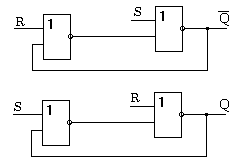 S
R 1 1 Q̅
R
S 1 1 Q